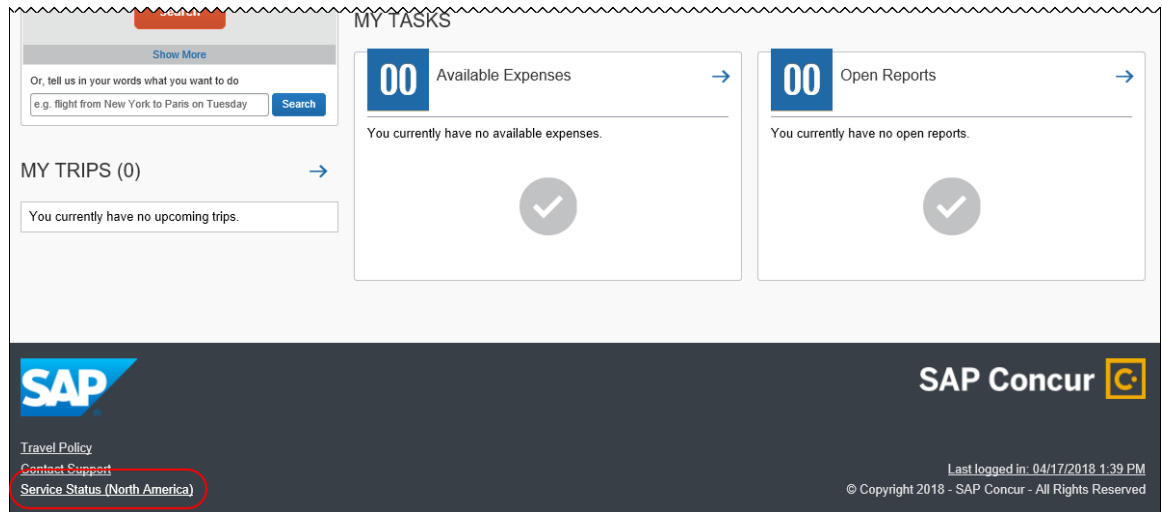 Search
Show More
Or, tell us in your words what you want to do
e.g. flight from New York to Paris on Tuesday
Search
MY TRIPS (0)
You currently have no upcoming trips.
MY TASKS
00
Available Expenses
You currently have no available expenses.
00
Open Reports
You currently have no open reports.
SAP
SAP Concur C
Travel Policy
Contact Support
Service Status (North America)
Last logged in: 04/17/2018 1:39 PM
© Copyright 2018 - SAP Concur - All Rights Reserved